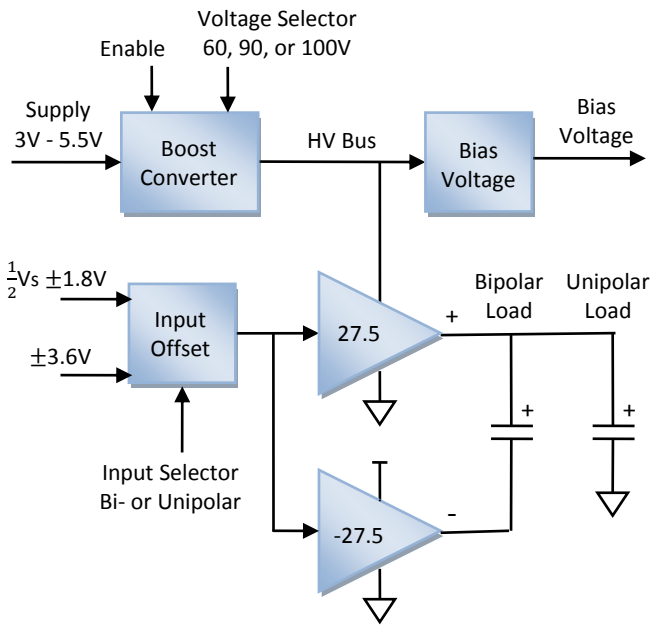 Voltage Selector
60, 90, or 100V
Enable
Supply
3V - 5.5V
Boost
Converter
HV Bus
Bias
Voltage
Bias
Voltage
½Vs ±1.8V
±3.6V
Input
Offset
Input Selector
Bi- or Unipolar
27.5
+
Bipolar
Load
Unipolar
Load
+
+
-27.5
-